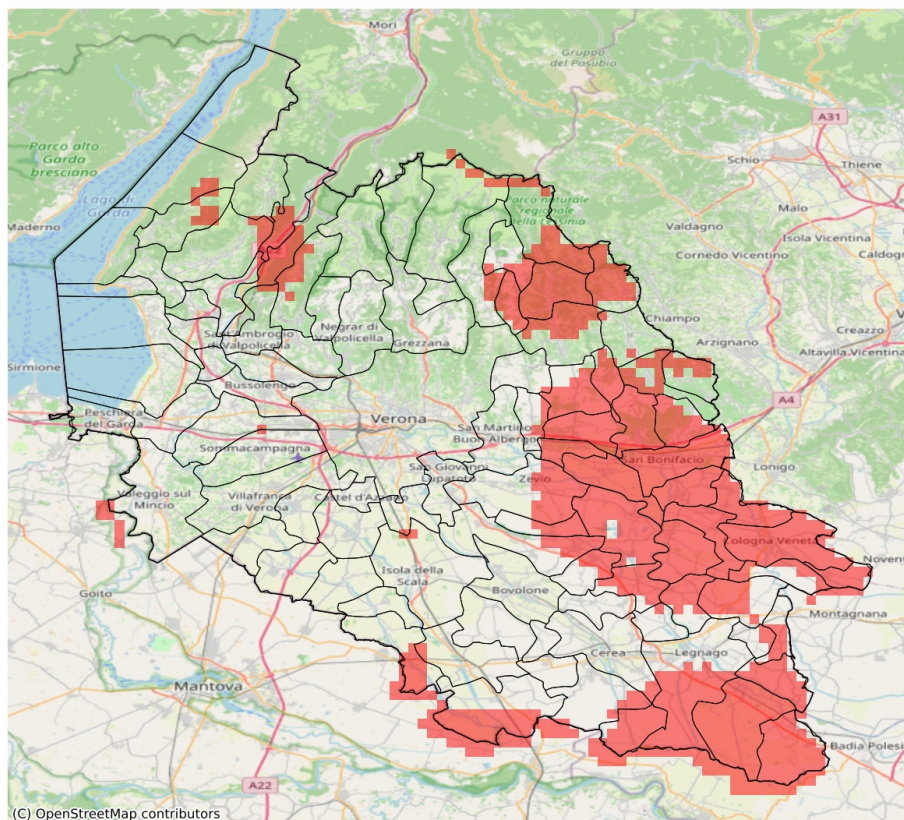 Mori
Gruppo
del Pasubio
A31
Parco alto
Garda
bresciano
Schio
Thiene
Lago di
Garda
Parco naturale
regionale
della Lessinia
Malo
Maderno
Valdagno
Isola Vicentina
Cornedo Vicentino
Caldogno
Chiampo
Sant'Ambrogio
di Valpolicella
Negrar di
Valpolicella
Grezzana
Arzignano
Creazzo
Altavilla Vicentina
Sirmione
Bussolengo
A4
Peschiera
del Garda
Verona
San Martino
Buon Albergo
Sommacampagna
San Bonifacio
Lonigo
San Giovanni
Lupatoto
Zevio
Valeggio sul
Mincio
Villafranca
di Verona
Castel d'Azzano
Cologna Veneta
Isola della
Scala
Goito
Bovolone
Montagnana
Cerea
Legnago
Mantova
Badia Polesi
A22
(C) OpenStreetMap contributors